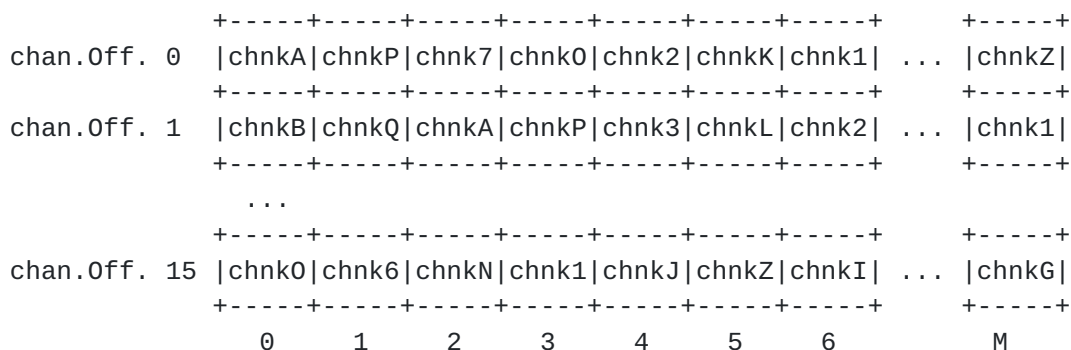 +-----+-----+-----+-----+-----+-----+-----+     +-----+
chan.Off. 0  |chnkA|chnkP|chnk7|chnkO|chnk2|chnkK|chnk1| ... |chnkZ|
+-----+-----+-----+-----+-----+-----+-----+     +-----+
chan.Off. 1  |chnkB|chnkQ|chnkA|chnkP|chnk3|chnkL|chnk2| ... |chnk1|
+-----+-----+-----+-----+-----+-----+-----+     +-----+
...
+-----+-----+-----+-----+-----+-----+-----+     +-----+
chan.Off. 15 |chnkO|chnk6|chnkN|chnk1|chnkJ|chnkZ|chnkI| ... |chnkG|
+-----+-----+-----+-----+-----+-----+-----+     +-----+
0     1     2     3     4     5     6          M